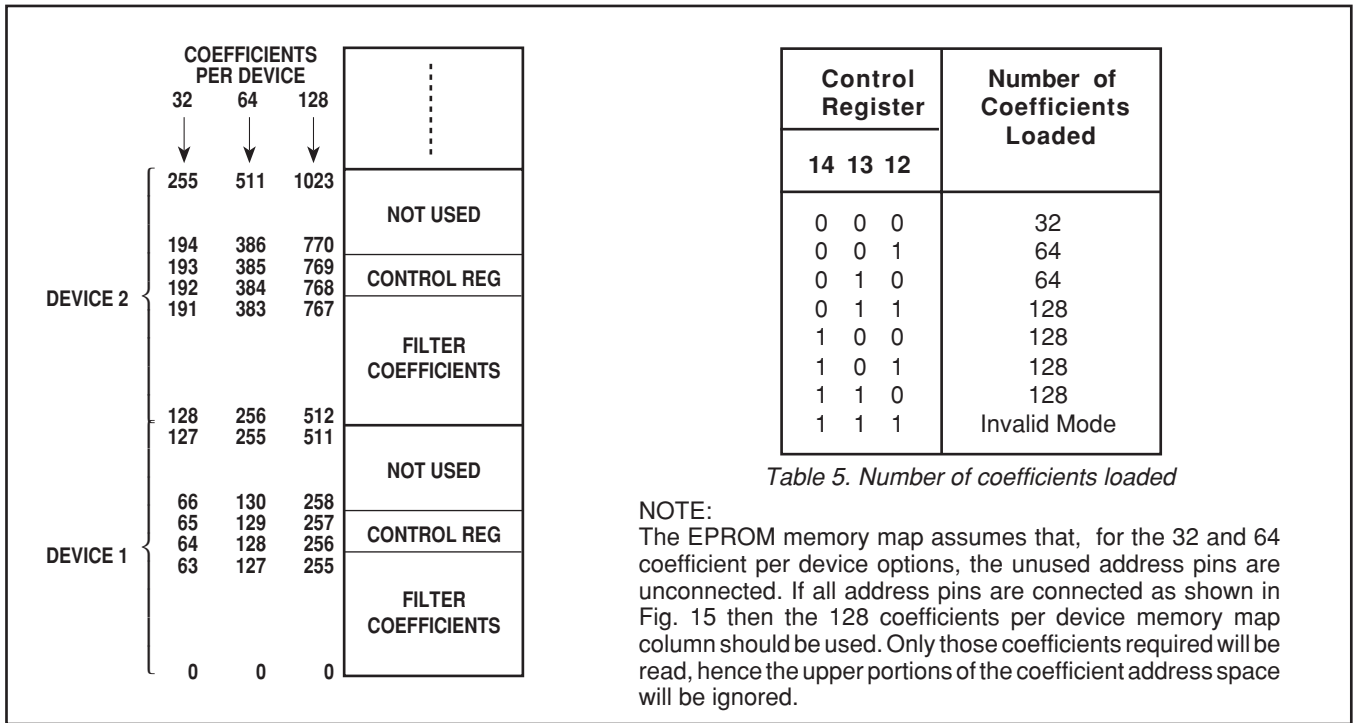 COEFFICIENTS
PER DEVICE
32 64 128
255 511 1023
NOT USED
194 386 770
193 385 769
CONTROL REG
192 384 768
DEVICE 2
191 383 767
FILTER
COEFFICIENTS
128 256 512
127 255 511
NOT USED
66 130 258
65 129 257
CONTROL REG
64 128 256
DEVICE 1
63 127 255
FILTER
COEFFICIENTS
0 0 0
Control
Register
Number of
Coefficients
Loaded
14 13 12
0 0 0 32
0 0 1 64
0 1 0 64
0 1 1 128
1 0 0 128
1 0 1 128
1 1 0 128
1 1 1 Invalid Mode
Table 5. Number of coefficients loaded
NOTE:
The EPROM memory map assumes that, for the 32 and 64
coefficient per device options, the unused address pins are
unconnected. If all address pins are connected as shown in
Fig. 15 then the 128 coefficients per device memory map
column should be used. Only those coefficients required will be
read, hence the upper portions of the coefficient address space
will be ignored.